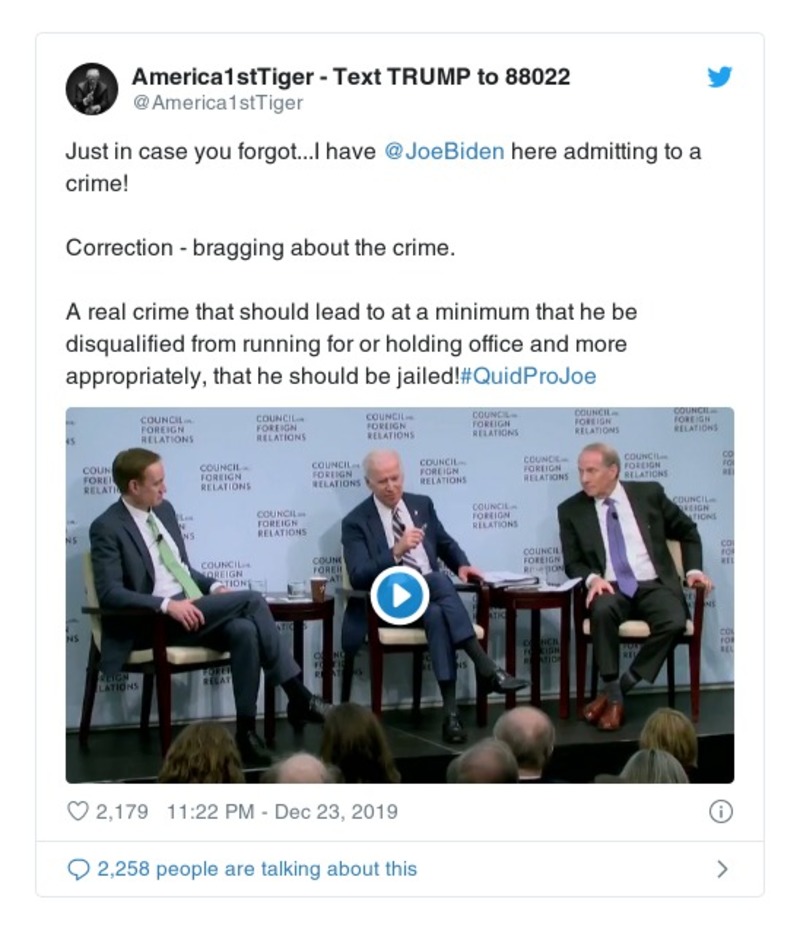 America1stTiger - Text TRUMP to 88022
@America1stTiger
Just in case you forgot...I have @JoeBiden here admitting to a
crime!
Correction - bragging about the crime.
A real crime that should lead to at a minimum that he be
disqualified from running for or holding office and more
appropriately, that he should be jailed!#QuidProJoe
COUNCIL on
FOREIGN
RELATIONS
2,179 11:22 PM - Dec 23, 2019
2,258 people are talking about this